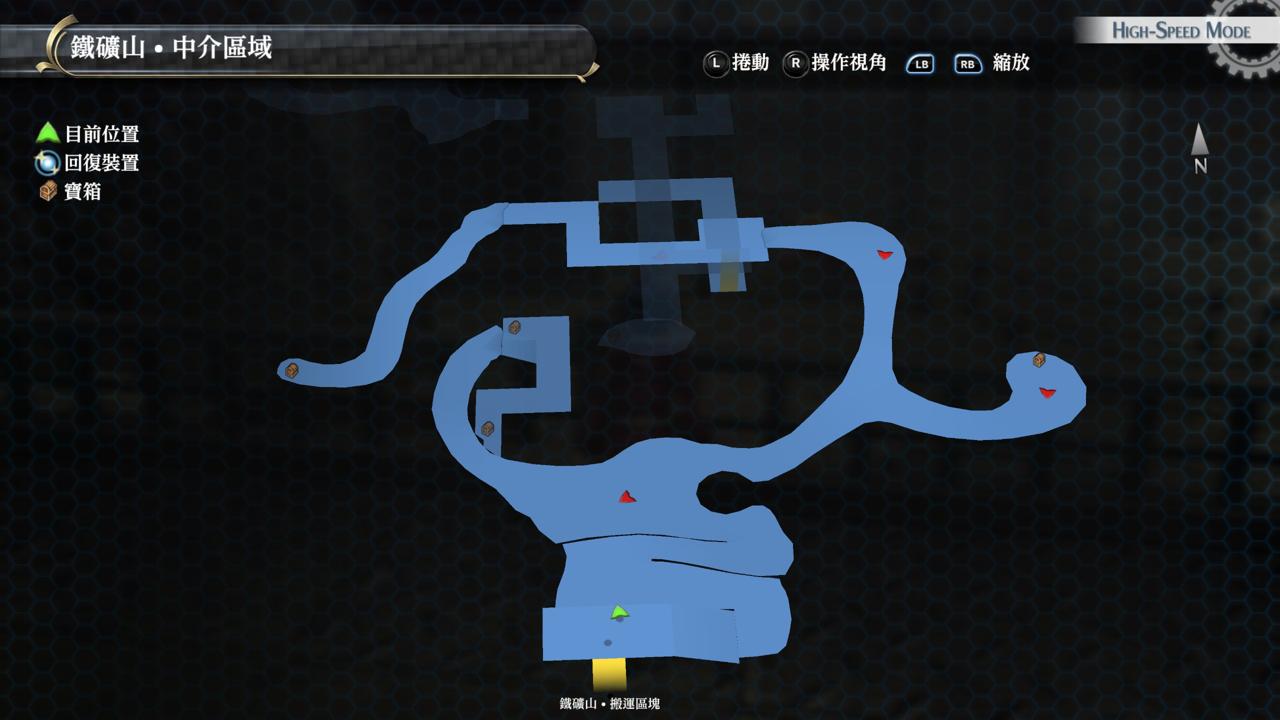 鐵礦山•中介區域
HIGH-SPEED MODE
L 捲動 R 操作視角 LB RB 縮放
目前位置
回復裝置
寶箱
N
鐵礦山•搬運區塊